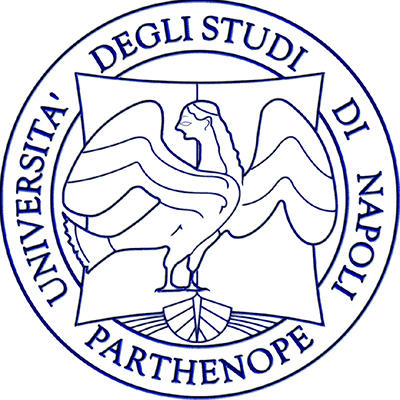 UNIVERSITA' DEGLI STUDI DI NAPOLI
PARTHENOPE